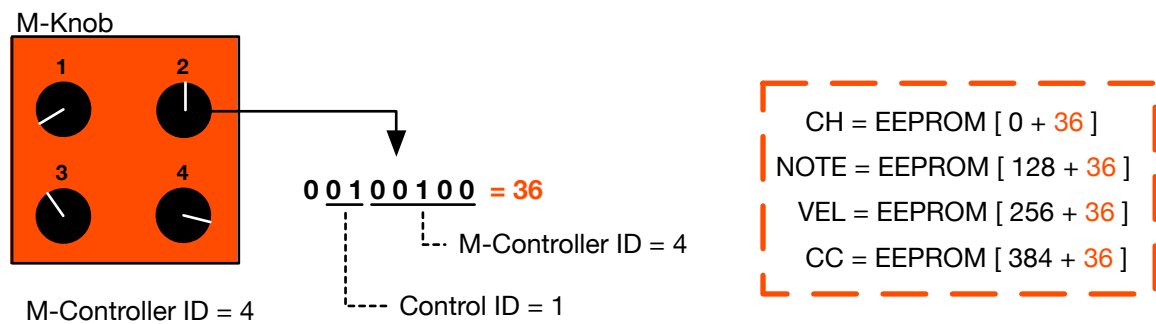 M-Knob
1 2
3 4
0 0 1 0 0 1 0 0 = 36
M-Controller ID = 4
Control ID = 1
M-Controller ID = 4
CH = EEPROM [ 0 + 36 ]
NOTE = EEPROM [ 128 + 36 ]
VEL = EEPROM [ 256 + 36 ]
CC = EEPROM [ 384 + 36 ]